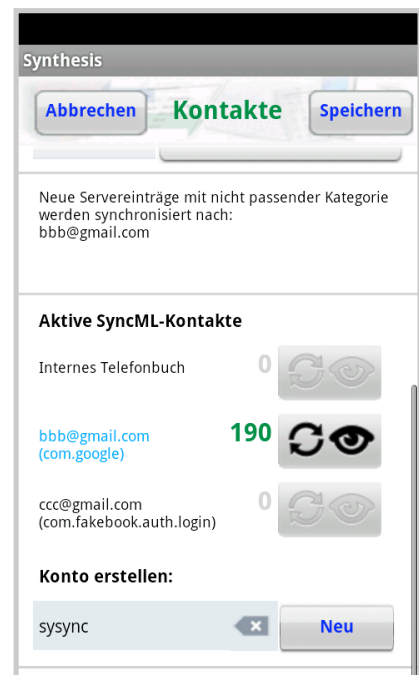 Synthesis
Abbrechen
Kontakte
Speichern
Neue Servereinträge mit nicht passender Kategorie
werden synchronisiert nach:
bbb@gmail.com
Aktive SyncML-Kontakte
Internes Telefonbuch
0
bbb@gmail.com
(com.google)
190
ccc@gmail.com
(com.fakebook.auth.login)
0
Konto erstellen:
sysync
Neu